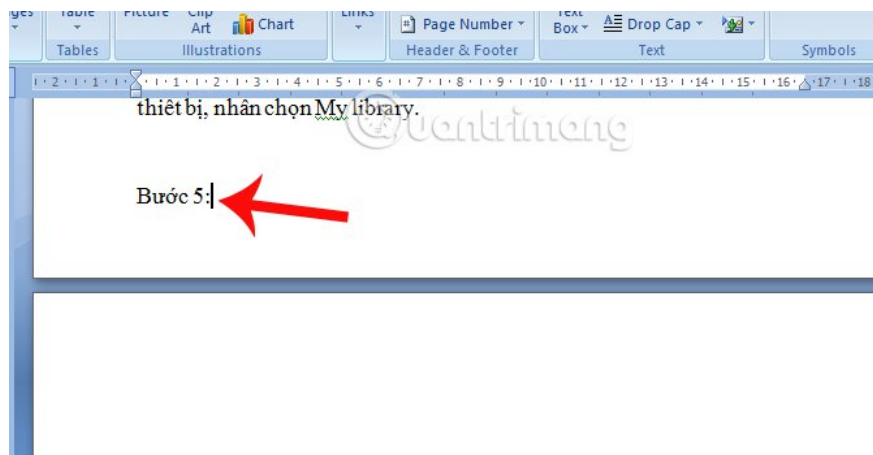 Table Picture Clip Art Chart Links Page Number Text Box Drop Cap
Tables Illustrations Header & Footer Text Symbols
2 1 1 2 3 4 5 6 7 8 9 10 11 12 13 14 15 16 17 18
thiết bị, nhân chọn My library.
Quantrimang
Bước 5: